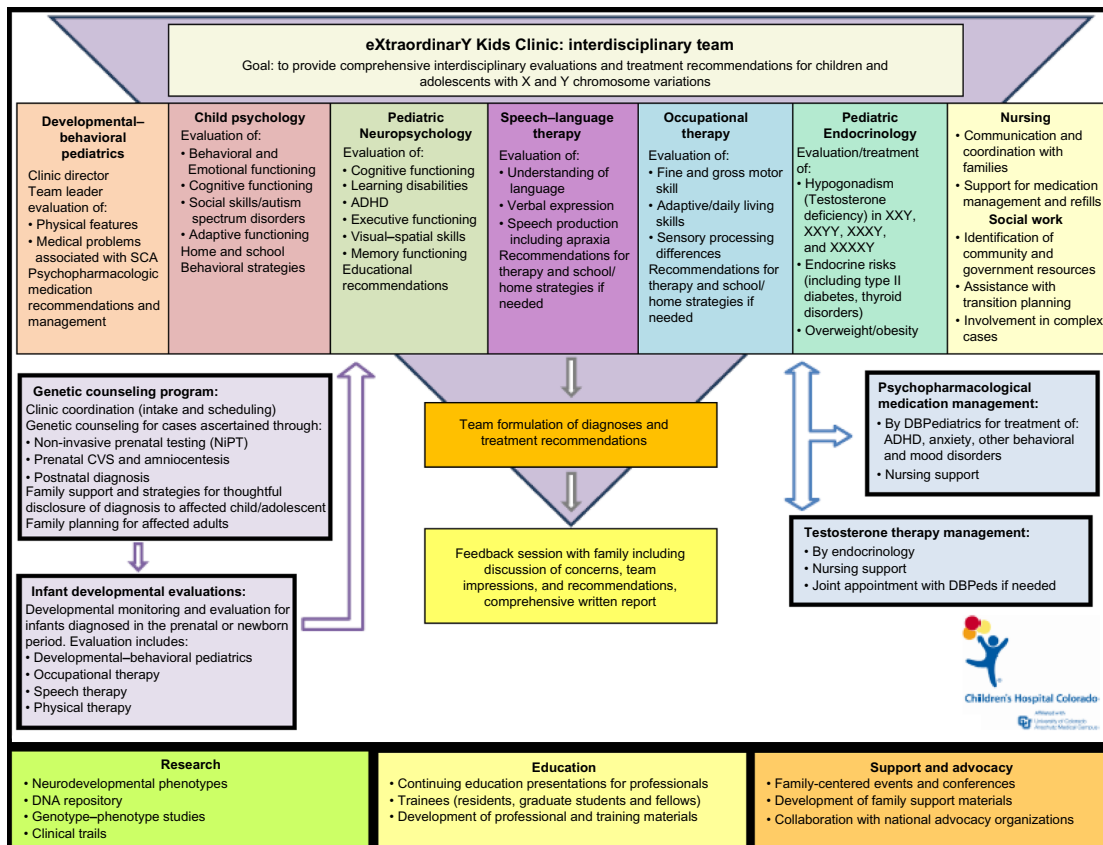 eXtraordinarY Kids Clinic: interdisciplinary team
Goal: to provide comprehensive interdisciplinary evaluations and treatment recommendations for children and
adolescents with X and Y chromosome variations
Developmental–
behavioral
pediatrics
Clinic director
Team leader
evaluation of:
• Physical features
• Medical problems
associated with SCA
Psychopharmacologic
medication
recommendations and
management
Child psychology
Evaluation of:
• Behavioral and
Emotional functioning
• Cognitive functioning
• Social skills/autism
spectrum disorders
• Adaptive functioning
Home and school
Behavioral strategies
Pediatric
Neuropsychology
Evaluation of:
• Cognitive functioning
• Learning disabilities
• ADHD
• Executive functioning
• Visual–spatial skills
• Memory functioning
Educational
recommendations
Speech–language
therapy
Evaluation of:
• Understanding of
language
• Verbal expression
• Speech production
including apraxia
Recommendations for
therapy and school/
home strategies if
needed
Occupational
therapy
Evaluation of:
• Fine and gross motor
skill
• Adaptive/daily living
skills
• Sensory processing
differences
Recommendations for
therapy and school/
home strategies if
needed
Pediatric
Endocrinology
Evaluation/treatment
of:
• Hypogonadism
(Testosterone
deficiency) in XXY,
XXYY, XXXY,
and XXXXY
• Endocrine risks
(including type II
diabetes, thyroid
disorders)
• Overweight/obesity
Nursing
• Communication and
coordination with
families
• Support for medication
management and refills
Social work
• Identification of
community and
government resources
• Assistance with
transition planning
• Involvement in complex
cases
Genetic counseling program:
Clinic coordination (intake and scheduling)
Genetic counseling for cases ascertained through:
• Non-invasive prenatal testing (NiPT)
• Prenatal CVS and amniocentesis
• Postnatal diagnosis
Family support and strategies for thoughtful
disclosure of diagnosis to affected child/adolescent
Family planning for affected adults
Infant developmental evaluations:
Developmental monitoring and evaluation for
infants diagnosed in the prenatal or newborn
period. Evaluation includes:
• Developmental–behavioral pediatrics
• Occupational therapy
• Speech therapy
• Physical therapy
Team formulation of diagnoses and
treatment recommendations
Feedback session with family including
discussion of concerns, team
impressions, and recommendations,
comprehensive written report
Psychopharmacological
medication management:
• By DBPediatrics for treatment of:
ADHD, anxiety, other behavioral
and mood disorders
• Nursing support
Testosterone therapy management:
• By endocrinology
• Nursing support
• Joint appointment with DBPeds if needed
Children's Hospital Colorado
Affiliated with
University of Colorado
Anschutz Medical Campus
Research
• Neurodevelopmental phenotypes
• DNA repository
• Genotype–phenotype studies
• Clinical trails
Education
• Continuing education presentations for professionals
• Trainees (residents, graduate students and fellows)
• Development of professional and training materials
Support and advocacy
• Family-centered events and conferences
• Development of family support materials
• Collaboration with national advocacy organizations